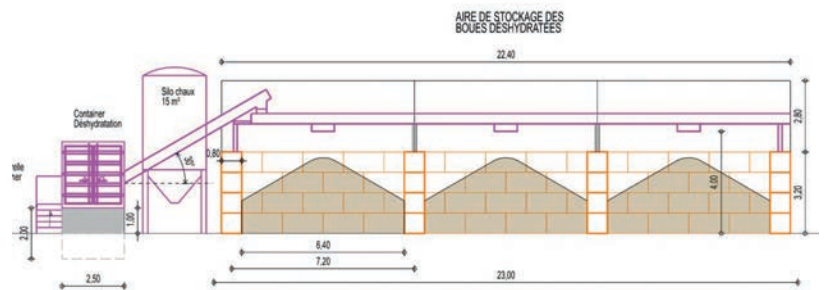 AIRE DE STOCKAGE DES
BOUES DÉSHYDRATÉES
22,40
Silo chaux
15 m³
Container
Déshydratation
0,80
30°
2,80
4,00
3,20
1,00
2,00
6,40
7,20
2,50
23,00